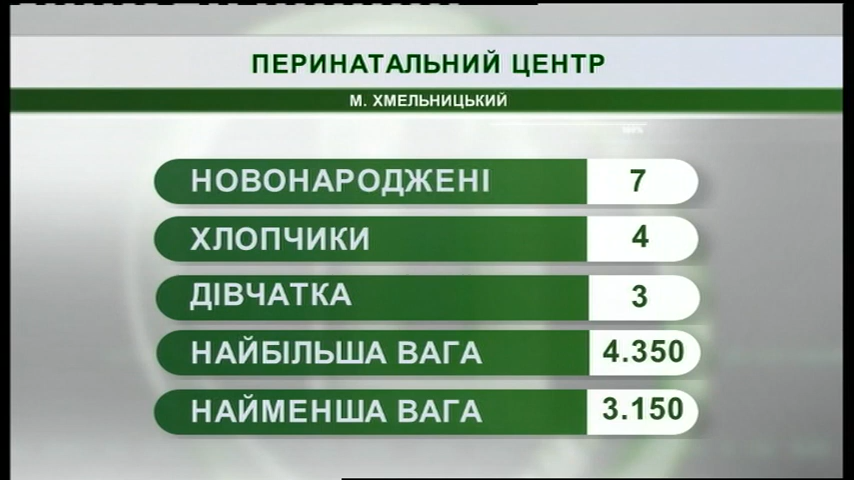 ПЕРИНАТАЛЬНИЙ ЦЕНТР
М. ХМЕЛЬНИЦЬКИЙ
НОВОНАРОДЖЕНІ 7
ХЛОПЧИКИ 4
ДІВЧАТКА 3
НАЙБІЛЬША ВАГА 4.350
НАЙМЕНША ВАГА 3.150